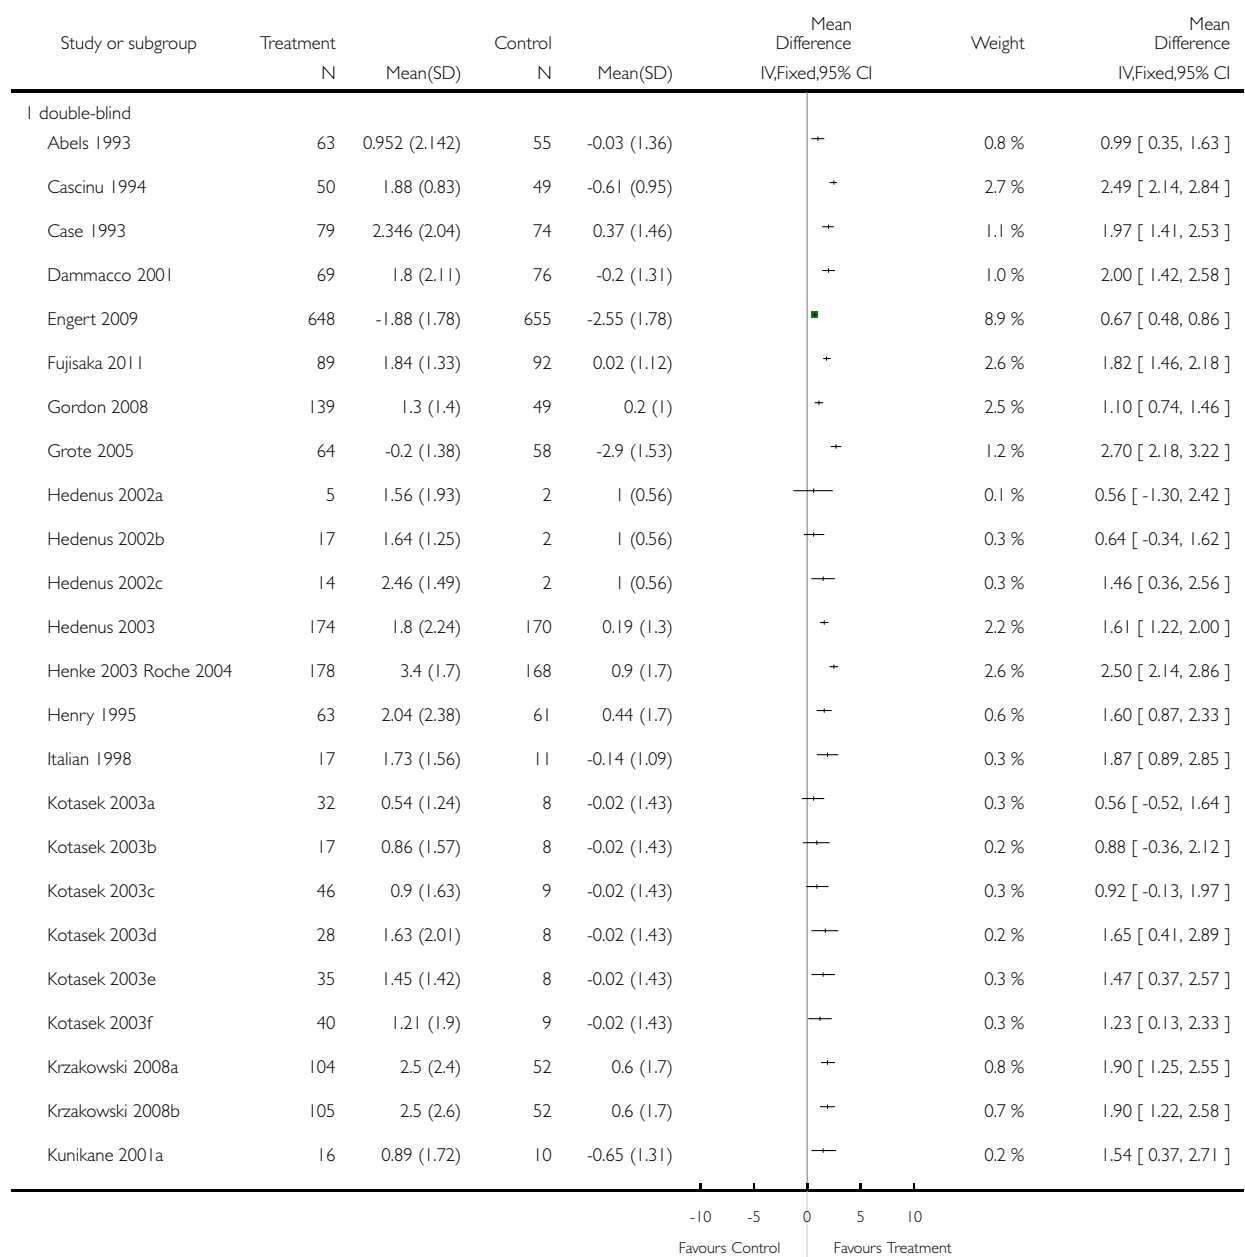 Mean Mean
Study or subgroup Treatment Control Difference Weight Difference
N Mean(SD) N Mean(SD) IV,Fixed,95% CI IV,Fixed,95% CI
1 double-blind
Abels 1993 63 0.952 (2.142) 55 -0.03 (1.36) 0.8 % 0.99 [ 0.35, 1.63 ]
Cascinu 1994 50 1.88 (0.83) 49 -0.61 (0.95) 2.7 % 2.49 [ 2.14, 2.84 ]
Case 1993 79 2.346 (2.04) 74 0.37 (1.46) 1.1 % 1.97 [ 1.41, 2.53 ]
Dammacco 2001 69 1.8 (2.11) 76 -0.2 (1.31) 1.0 % 2.00 [ 1.42, 2.58 ]
Engert 2009 648 -1.88 (1.78) 655 -2.55 (1.78) 8.9 % 0.67 [ 0.48, 0.86 ]
Fujisaka 2011 89 1.84 (1.33) 92 0.02 (1.12) 2.6 % 1.82 [ 1.46, 2.18 ]
Gordon 2008 139 1.3 (1.4) 49 0.2 (1) 2.5 % 1.10 [ 0.74, 1.46 ]
Grote 2005 64 -0.2 (1.38) 58 -2.9 (1.53) 1.2 % 2.70 [ 2.18, 3.22 ]
Hedenus 2002a 5 1.56 (1.93) 2 1 (0.56) 0.1 % 0.56 [ -1.30, 2.42 ]
Hedenus 2002b 17 1.64 (1.25) 2 1 (0.56) 0.3 % 0.64 [ -0.34, 1.62 ]
Hedenus 2002c 14 2.46 (1.49) 2 1 (0.56) 0.3 % 1.46 [ 0.36, 2.56 ]
Hedenus 2003 174 1.8 (2.24) 170 0.19 (1.3) 2.2 % 1.61 [ 1.22, 2.00 ]
Henke 2003 Roche 2004 178 3.4 (1.7) 168 0.9 (1.7) 2.6 % 2.50 [ 2.14, 2.86 ]
Henry 1995 63 2.04 (2.38) 61 0.44 (1.7) 0.6 % 1.60 [ 0.87, 2.33 ]
Italian 1998 17 1.73 (1.56) 11 -0.14 (1.09) 0.3 % 1.87 [ 0.89, 2.85 ]
Kotasek 2003a 32 0.54 (1.24) 8 -0.02 (1.43) 0.3 % 0.56 [ -0.52, 1.64 ]
Kotasek 2003b 17 0.86 (1.57) 8 -0.02 (1.43) 0.2 % 0.88 [ -0.36, 2.12 ]
Kotasek 2003c 46 0.9 (1.63) 9 -0.02 (1.43) 0.3 % 0.92 [ -0.13, 1.97 ]
Kotasek 2003d 28 1.63 (2.01) 8 -0.02 (1.43) 0.2 % 1.65 [ 0.41, 2.89 ]
Kotasek 2003e 35 1.45 (1.42) 8 -0.02 (1.43) 0.3 % 1.47 [ 0.37, 2.57 ]
Kotasek 2003f 40 1.21 (1.9) 9 -0.02 (1.43) 0.3 % 1.23 [ 0.13, 2.33 ]
Krzakowski 2008a 104 2.5 (2.4) 52 0.6 (1.7) 0.8 % 1.90 [ 1.25, 2.55 ]
Krzakowski 2008b 105 2.5 (2.6) 52 0.6 (1.7) 0.7 % 1.90 [ 1.22, 2.58 ]
Kunikane 2001a 16 0.89 (1.72) 10 -0.65 (1.31) 0.2 % 1.54 [ 0.37, 2.71 ]
-10 -5 0 5 10
Favours Control Favours Treatment